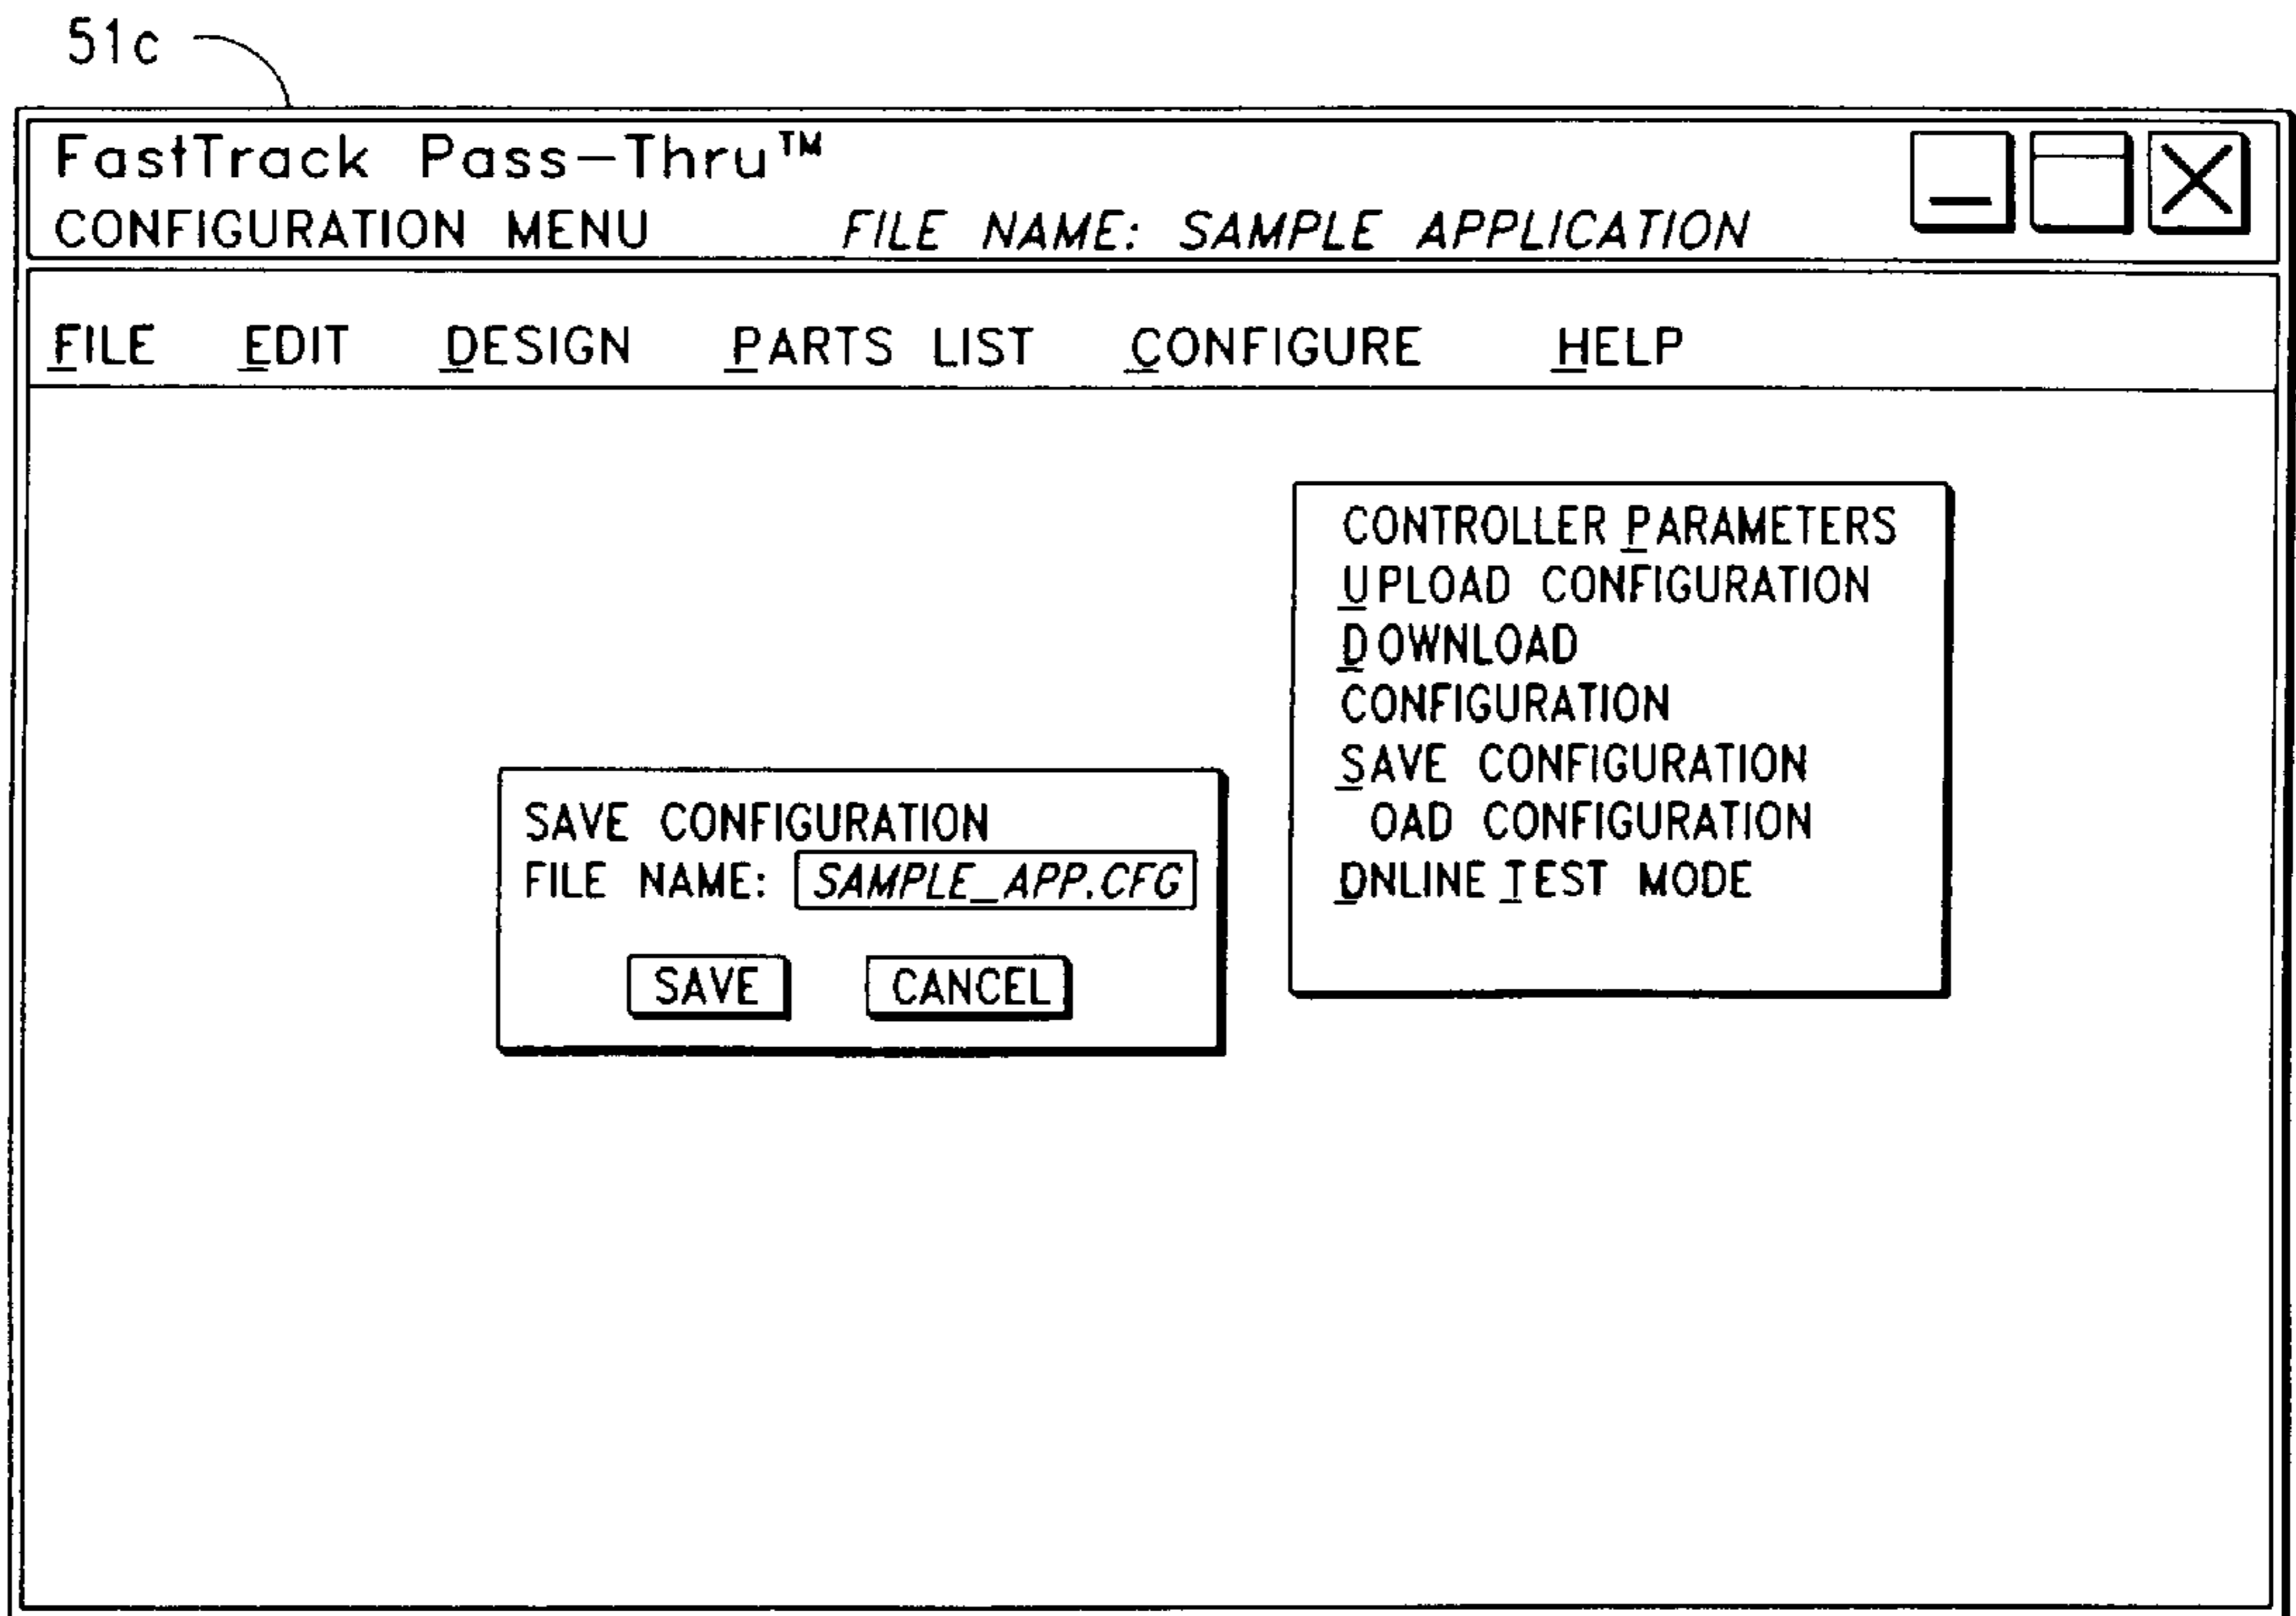 51c
FastTrack Pass-Thru™
CONFIGURATION MENU FILE NAME: SAMPLE APPLICATION
FILE EDIT DESIGN PARTS LIST CONFIGURE HELP
CONTROLLER PARAMETERS
UPLOAD CONFIGURATION
DOWNLOAD
CONFIGURATION
SAVE CONFIGURATION
OAD CONFIGURATION
ONLINE TEST MODE
SAVE CONFIGURATION
FILE NAME: SAMPLE_APP.CFG
SAVE CANCEL